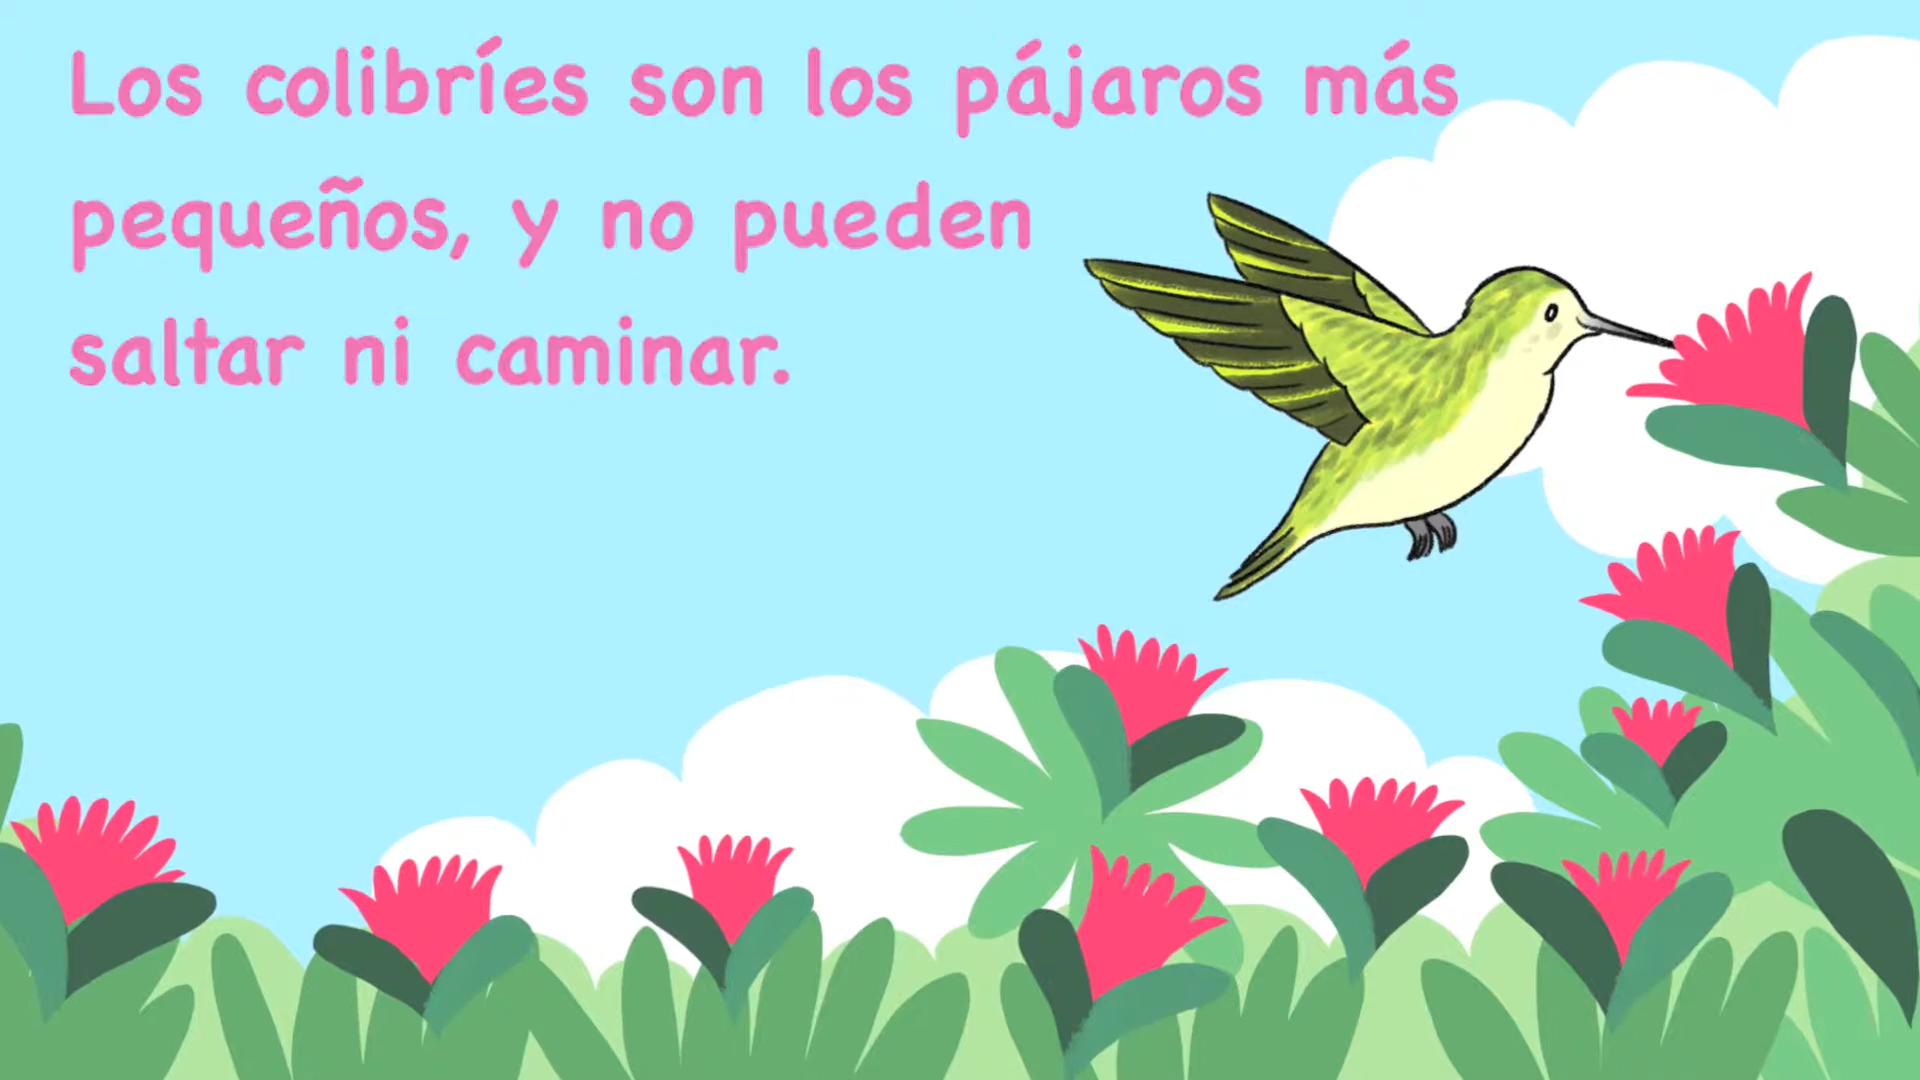 Los colibríes son los pájaros más
pequeños, y no pueden
saltar ni caminar.